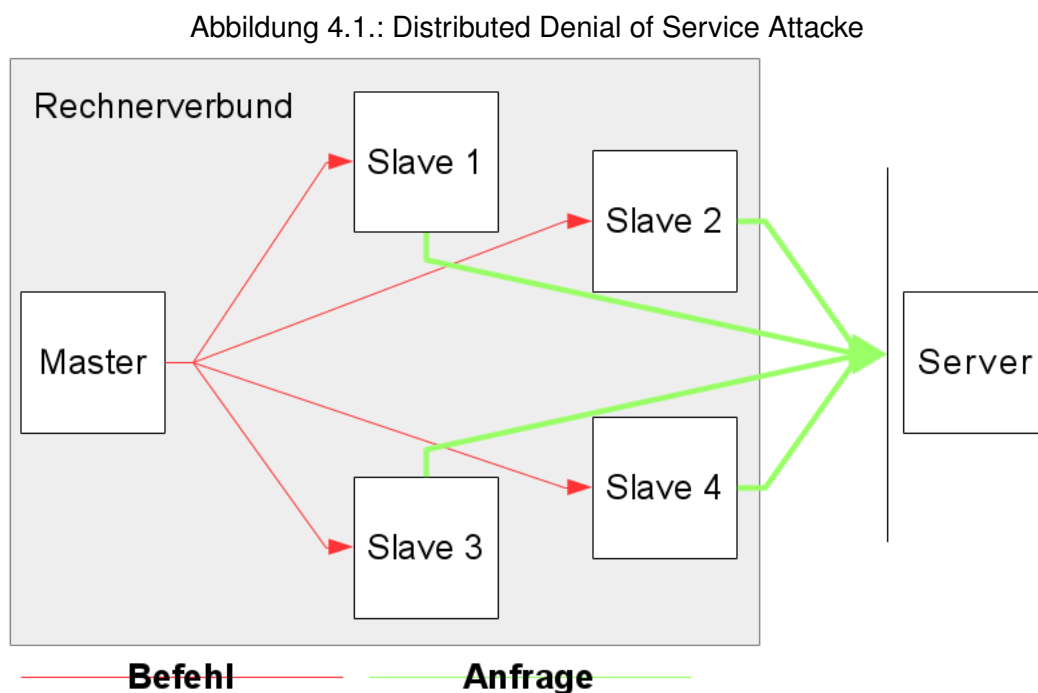 Abbildung 4.1.: Distributed Denial of Service Attacke
Rechnerverbund
Slave 1
Slave 2
Master
Server
Slave 4
Slave 3
Befehl
Anfrage